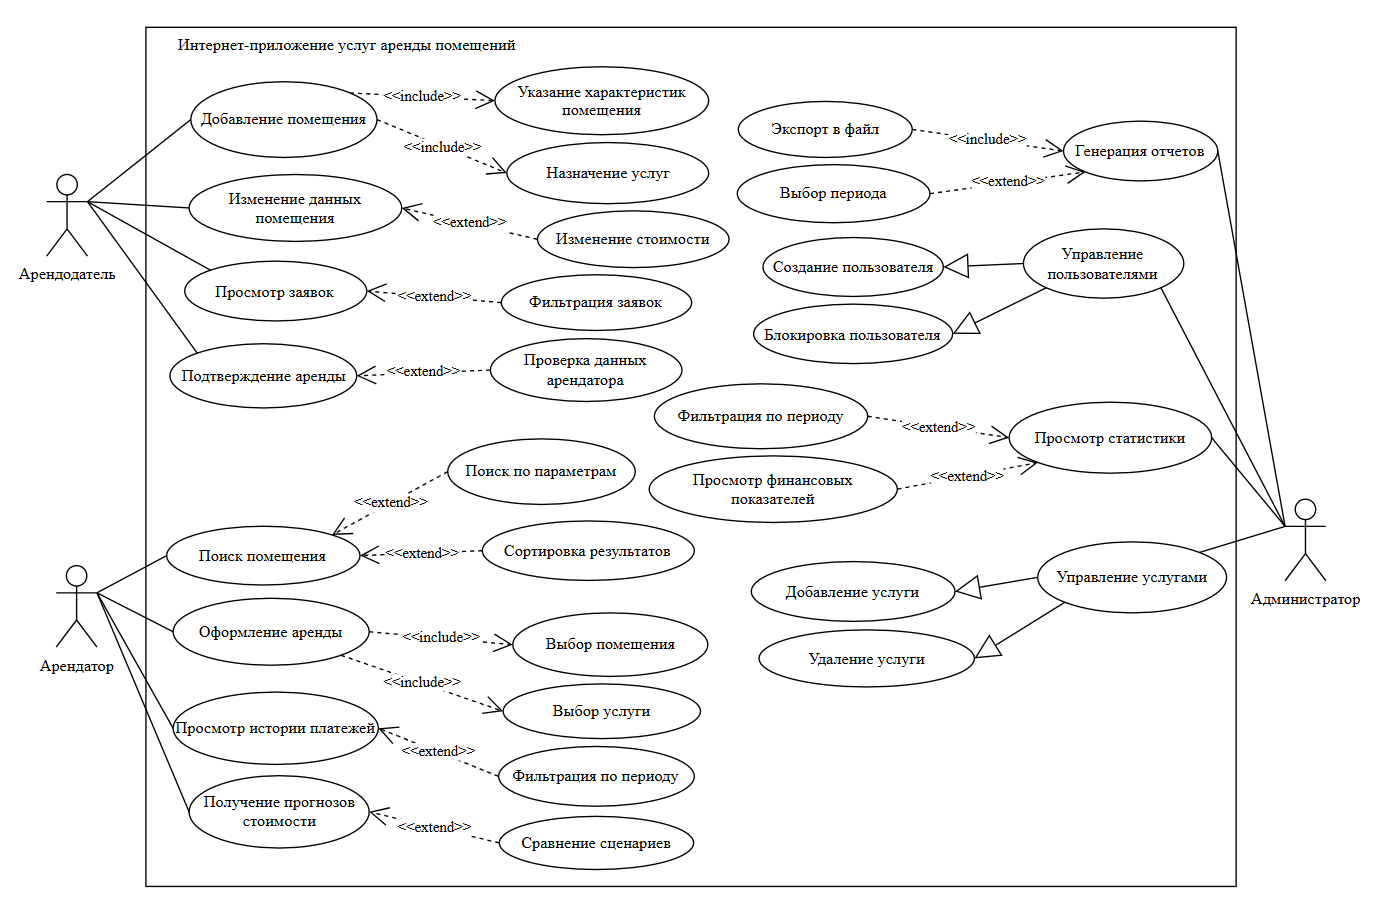 Интернет-приложение услуг аренды помещений
Добавление помещения
<<include>>
Указание характеристик
помещения
<<include>>
Назначение услуг
Арендодатель
Изменение данных
помещения
<<extend>>
Изменение стоимости
Просмотр заявок
<<extend>>
Фильтрация заявок
Подтверждение аренды
<<extend>>
Проверка данных
арендатора
Экспорт в файл
<<include>>
Генерация отчетов
Выбор периода
<<extend>>
Управление
пользователями
Создание пользователя
Блокировка пользователя
Фильтрация по периоду
<<extend>>
Просмотр статистики
Просмотр финансовых
показателей
<<extend>>
Администратор
Управление услугами
Добавление услуги
Удаление услуги
Поиск по параметрам
<<extend>>
Поиск помещения
<<extend>>
Сортировка результатов
Арендатор
Оформление аренды
<<include>>
Выбор помещения
<<include>>
Выбор услуги
Просмотр истории платежей
<<extend>>
Фильтрация по периоду
Получение прогнозов
стоимости
<<extend>>
Сравнение сценариев